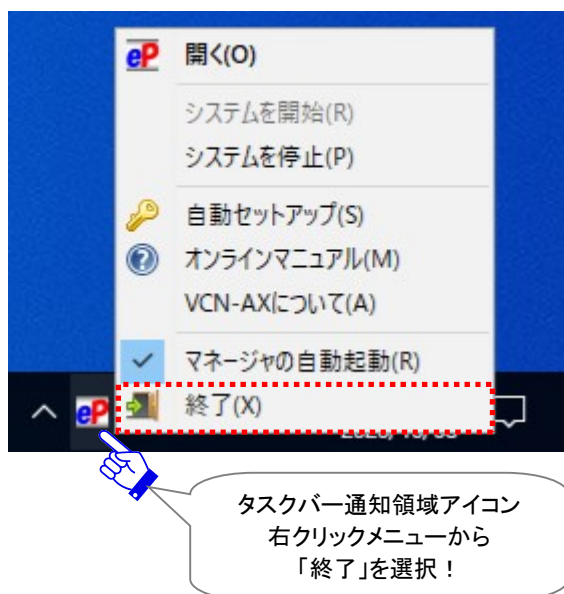 eP 開く(O)
システムを開始(R)
システムを停止(P)
自動セットアップ(S)
オンラインマニュアル(M)
VCN-AXについて(A)
マネージャの自動起動(R)
eP 終了(X)
タスクバー通知領域アイコン
右クリックメニューから
「終了」を選択！